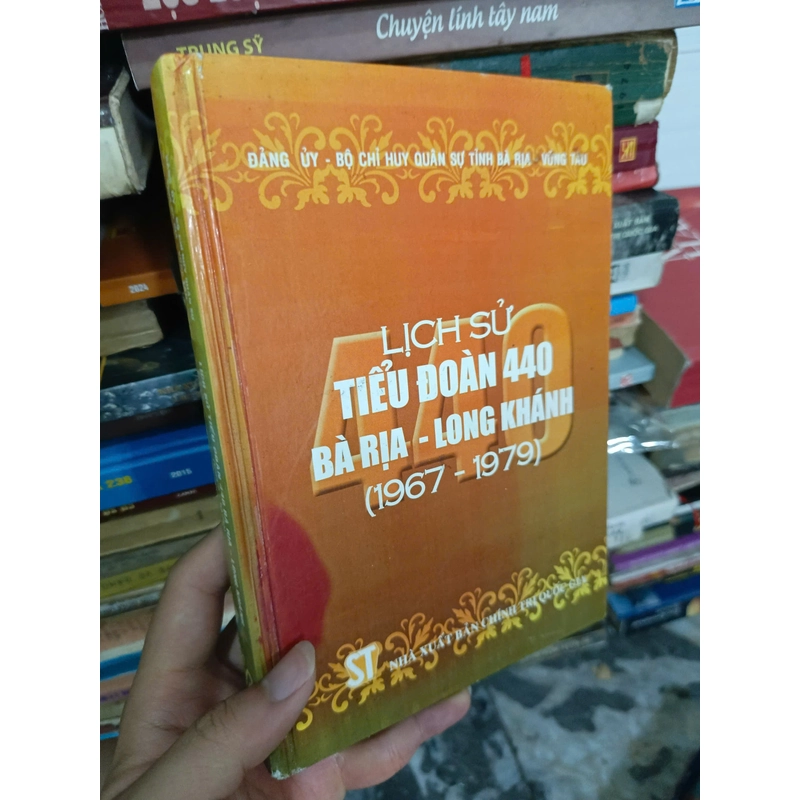 Chuyện lính tây nam
TRUNG SỸ
ĐẢNG ỦY - BỘ CHỈ HUY QUÂN SỰ TỈNH BÀ RỊA - VŨNG TÀU
440
LỊCH SỬ
TIỂU ĐOÀN 440
BÀ RỊA - LONG KHÁNH
(1967 - 1979)
ST
NHÀ XUẤT BẢN CHÍNH TRỊ QUỐC GIA
2024
236
2015